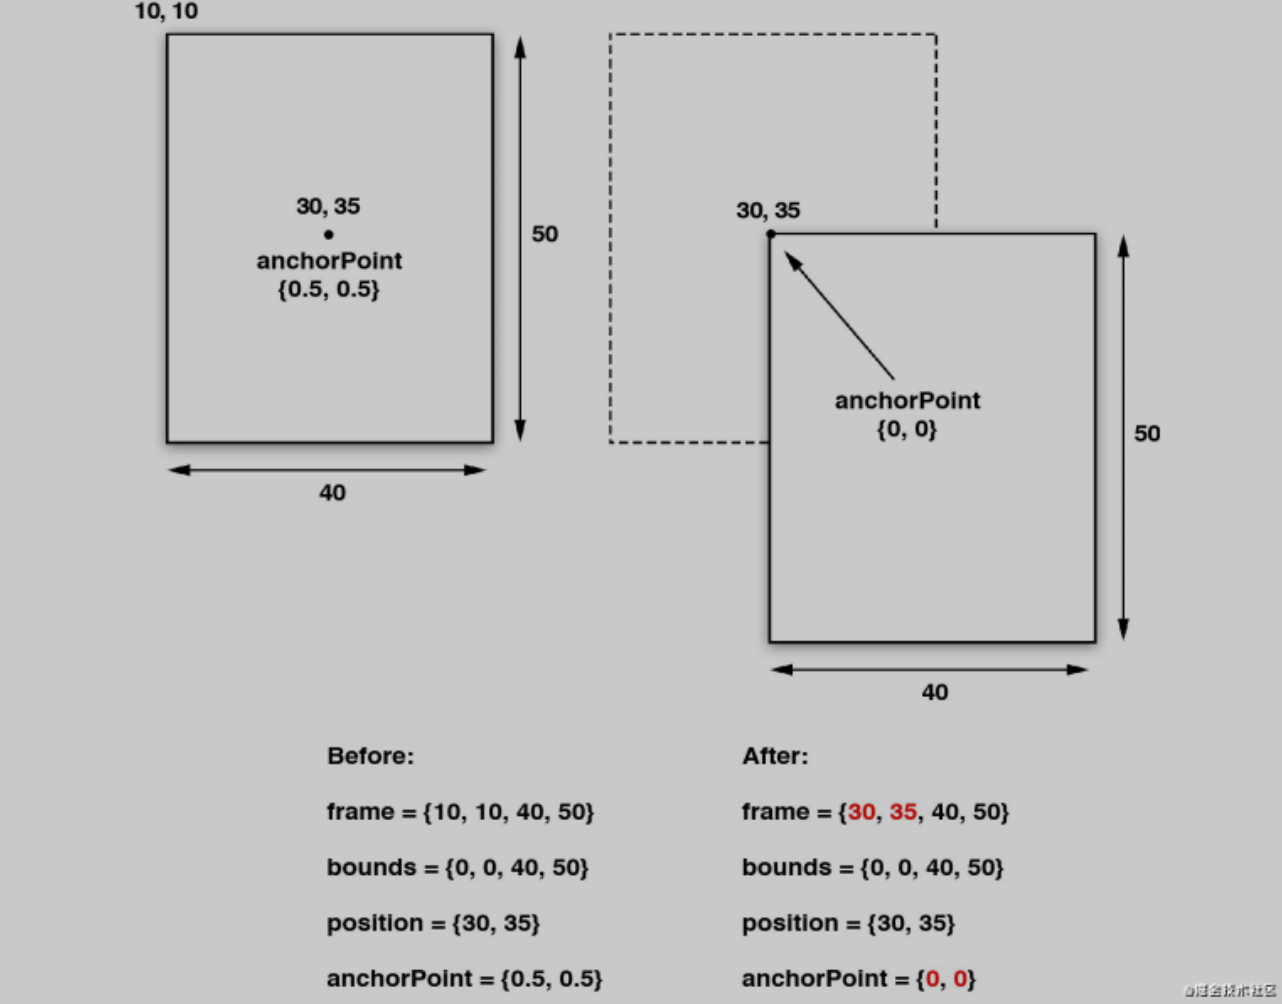 10, 10
30, 35
anchorPoint
{0.5, 0.5}
50
40
30, 35
anchorPoint
{0, 0}
50
40
Before:
frame = {10, 10, 40, 50}
bounds = {0, 0, 40, 50}
position = {30, 35}
anchorPoint = {0.5, 0.5}
After:
frame = {30, 35, 40, 50}
bounds = {0, 0, 40, 50}
position = {30, 35}
anchorPoint = {0, 0}
@掘金技术社区